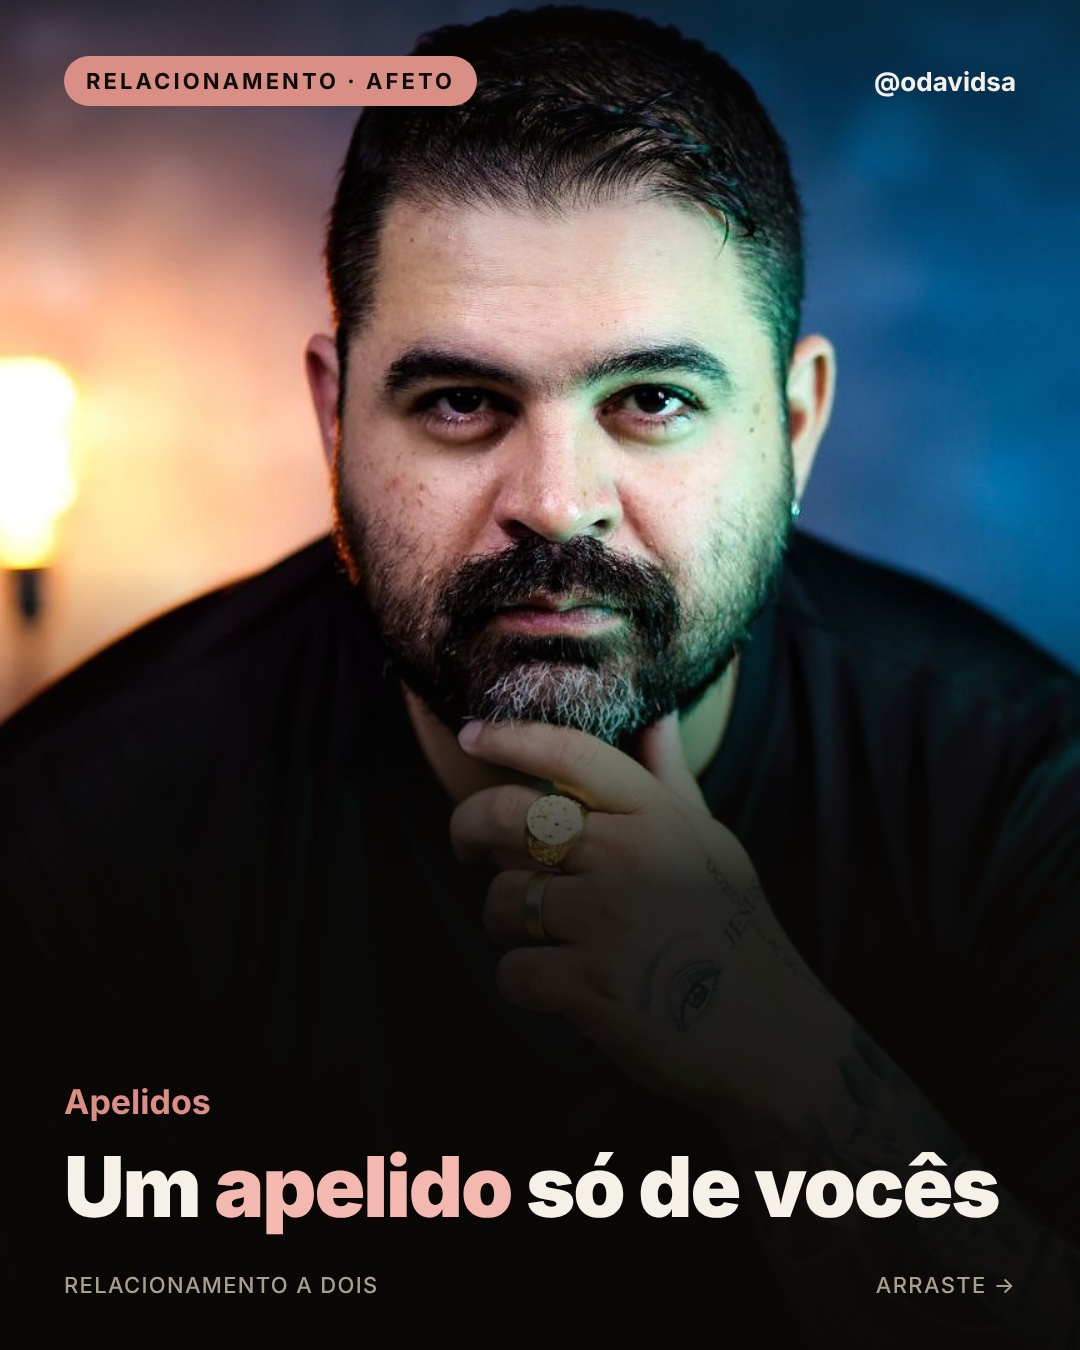 RELACIONAMENTO · AFETO
@odavidsa
Apelidos
Um apelido só de vocês
RELACIONAMENTO A DOIS
ARRASTE →